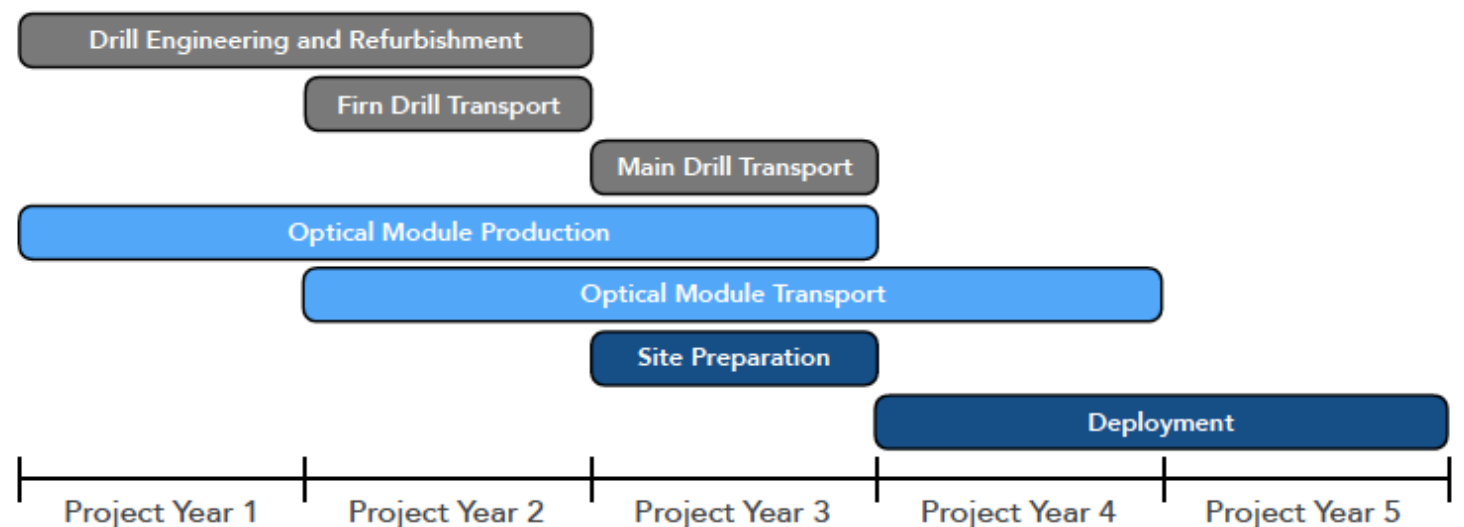 Drill Engineering and Refurbishment
Firn Drill Transport
Main Drill Transport
Optical Module Production
Optical Module Transport
Site Preparation
Deployment
Project Year 1 Project Year 2 Project Year 3 Project Year 4 Project Year 5